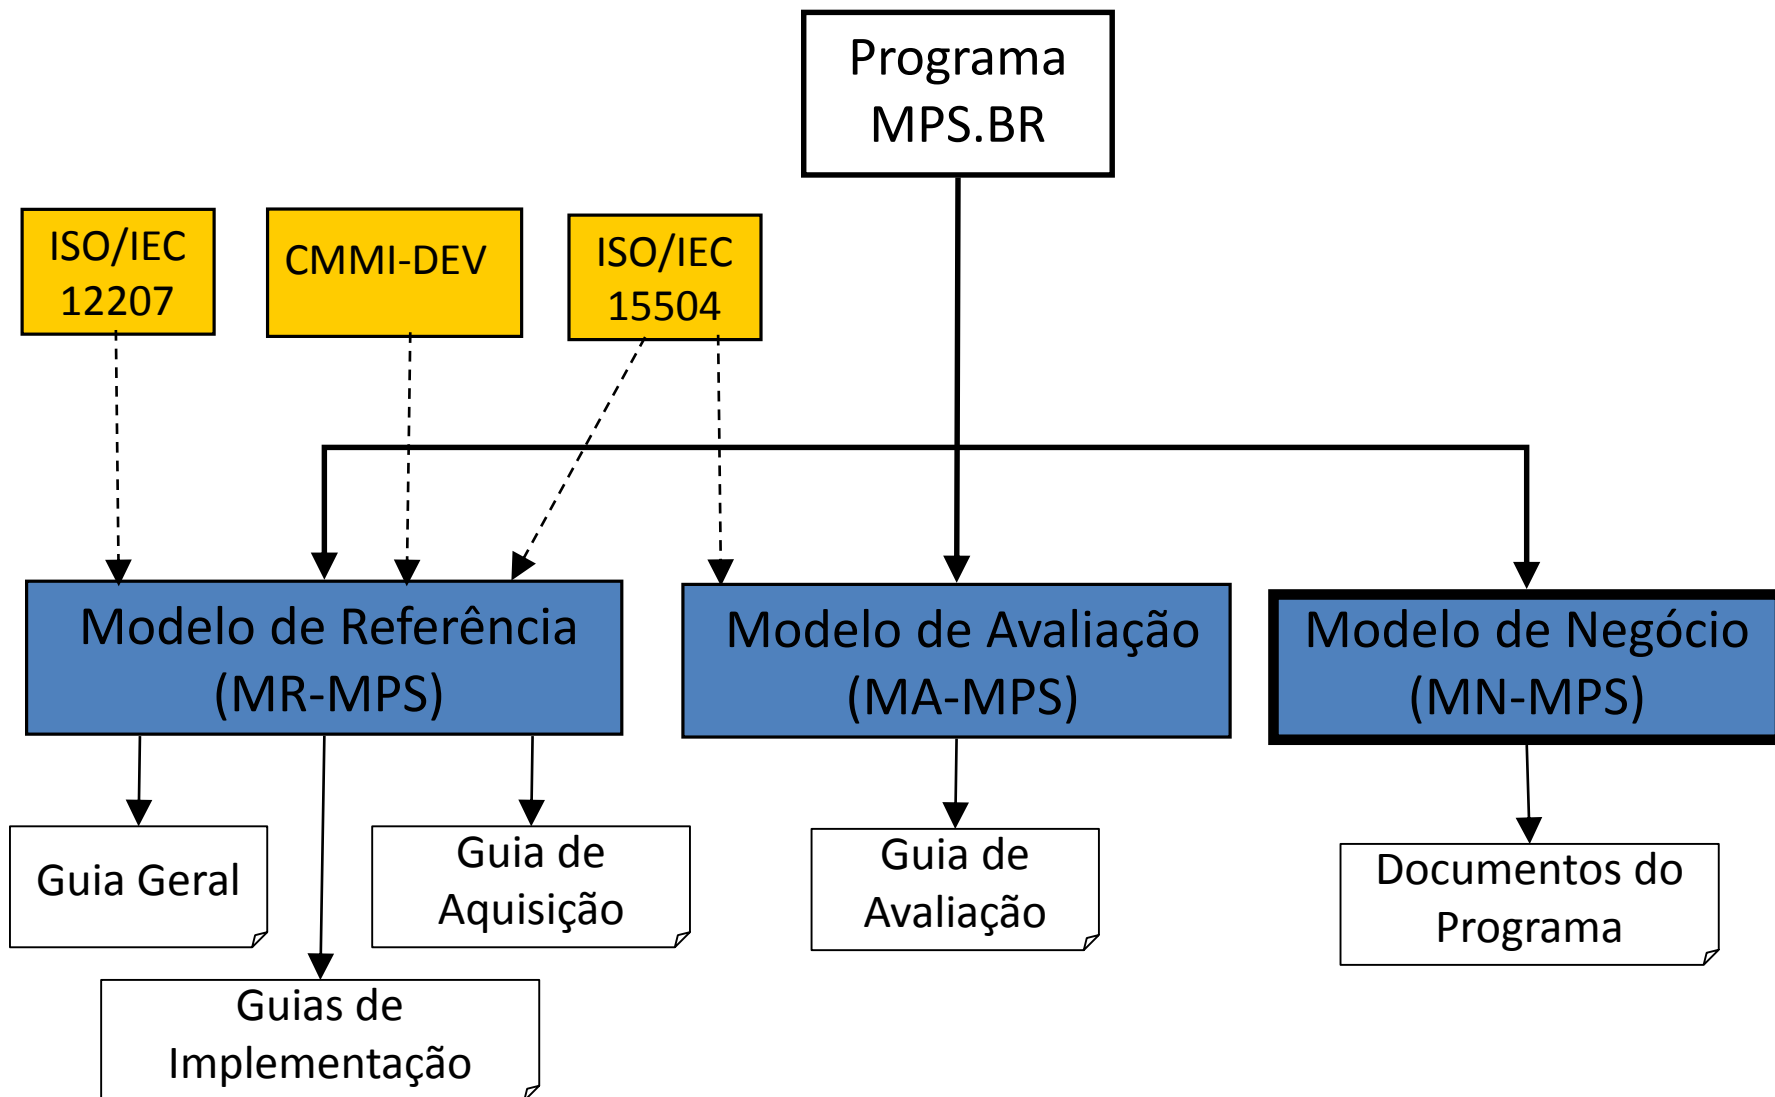 Programa
MPS.BR
ISO/IEC
12207
CMMI-DEV
ISO/IEC
15504
Modelo de Referência
(MR-MPS)
Modelo de Avaliação
(MA-MPS)
Modelo de Negócio
(MN-MPS)
Guia Geral
Guia de
Aquisição
Guia de
Avaliação
Documentos do
Programa
Guias de
Implementação